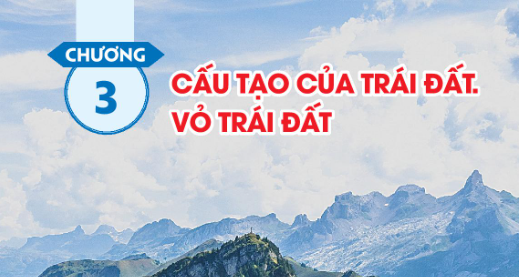 CHƯƠNG
3
CẤU TẠO CỦA TRÁI ĐẤT.
VỎ TRÁI ĐẤT